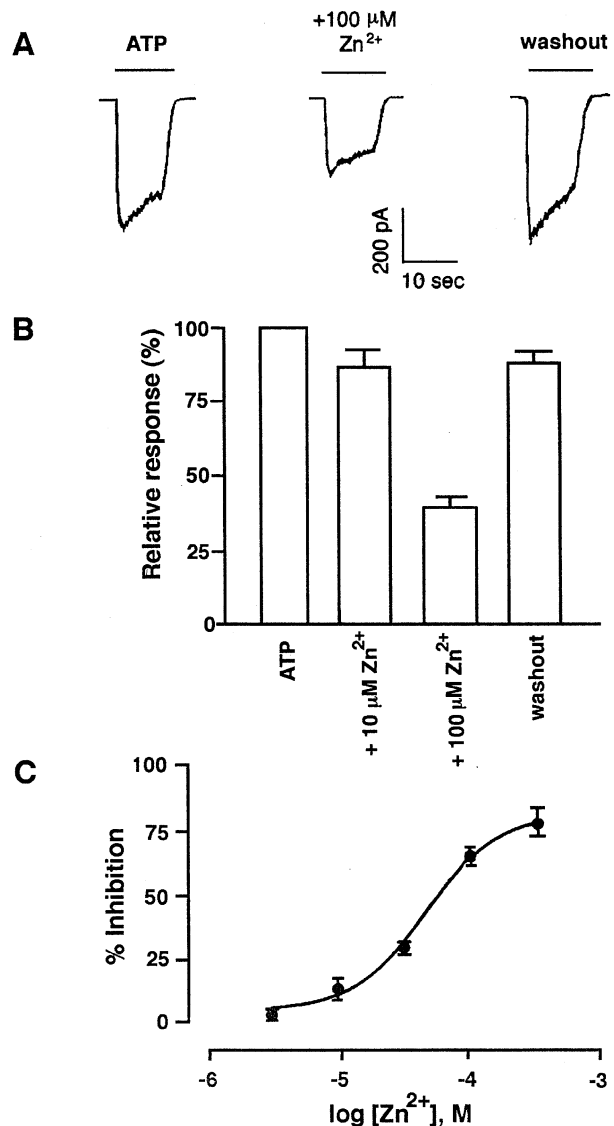 A
ATP
+100 μM
Zn2+
washout
200 pA
10 sec
B
Relative response (%)
100
75
50
25
0
ATP
+ 10 μM Zn2+
+ 100 μM Zn2+
washout
C
% Inhibition
100
75
50
25
0
-6
-5
-4
-3
log [Zn2+], M